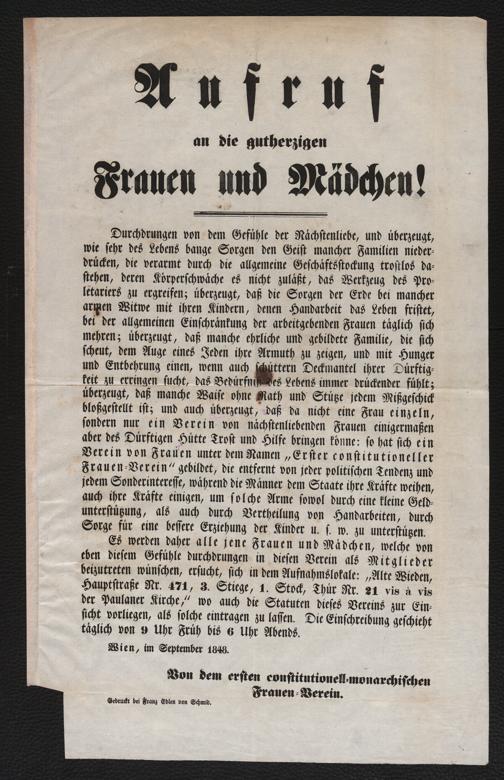 Aufruf
an die gutherzigen
Frauen und Mädchen!
Durchdrungen von dem Gefühle der Nächstenliebe, und überzeugt,
wie sehr des Lebens bange Sorgen den Geist mancher Familien nieder-
drücken, die verarmt durch die allgemeine Geschäftsstockung trostlos da-
stehen, deren Körperschwäche es nicht zuläßt, das Werkzeug des Pro-
letariers zu ergreifen; überzeugt, daß die Sorgen der Erde bei mancher
armen Witwe mit ihren Kindern, denen Handarbeit das Leben fristet,
bei der allgemeinen Einschränkung der arbeitgebenden Frauen täglich sich
mehren; überzeugt, daß manche ehrliche und gebildete Familie, die sich
scheut, dem Auge eines Jeden ihre Armuth zu zeigen, und mit Hunger
und Entbehrung einen, wenn auch schüttern Deckmantel ihrer Dürftig-
keit zu erringen sucht, das Bedürfniß des Lebens immer drückender fühlt;
überzeugt, daß manche Waise ohne Rath und Stütze jedem Mißgeschick
bloßgestellt ist; und auch überzeugt, daß da nicht eine Frau einzeln,
sondern nur ein Verein von nächstenliebenden Frauen einigermaßen
aber des Dürftigen Hütte Trost und Hilfe bringen könne: so hat sich ein
Verein von Frauen unter dem Namen „Erster constitutioneller
Frauen-Verein“ gebildet, die entfernt von jeder politischen Tendenz und
jedem Sonderinteresse, während die Männer dem Staate ihre Kräfte weihen,
auch ihre Kräfte einigen, um solche Arme sowol durch eine kleine Geld-
unterstützung, als auch durch Vertheilung von Handarbeiten, durch
Sorge für eine bessere Erziehung der Kinder u. s. w. zu unterstützen.
Es werden daher alle jene Frauen und Mädchen, welche von
eben diesem Gefühle durchdrungen in diesen Verein als Mitglieder
beizutreten wünschen, ersucht, sich in dem Aufnahmslokale: „Alte Wieden,
Hauptstraße Nr. 471, 3. Stiege, 1. Stock, Thür Nr. 21 vis à vis
der Paulaner Kirche,“ wo auch die Statuten dieses Vereins zur Ein-
sicht vorliegen, als solche eintragen zu lassen. Die Einschreibung geschieht
täglich von 9 Uhr Früh bis 6 Uhr Abends.
Wien, im September 1848.
Von dem ersten constitutionell-monarchischen
Frauen-Verein.
Gedruckt bei Franz Edlen von Schmid.